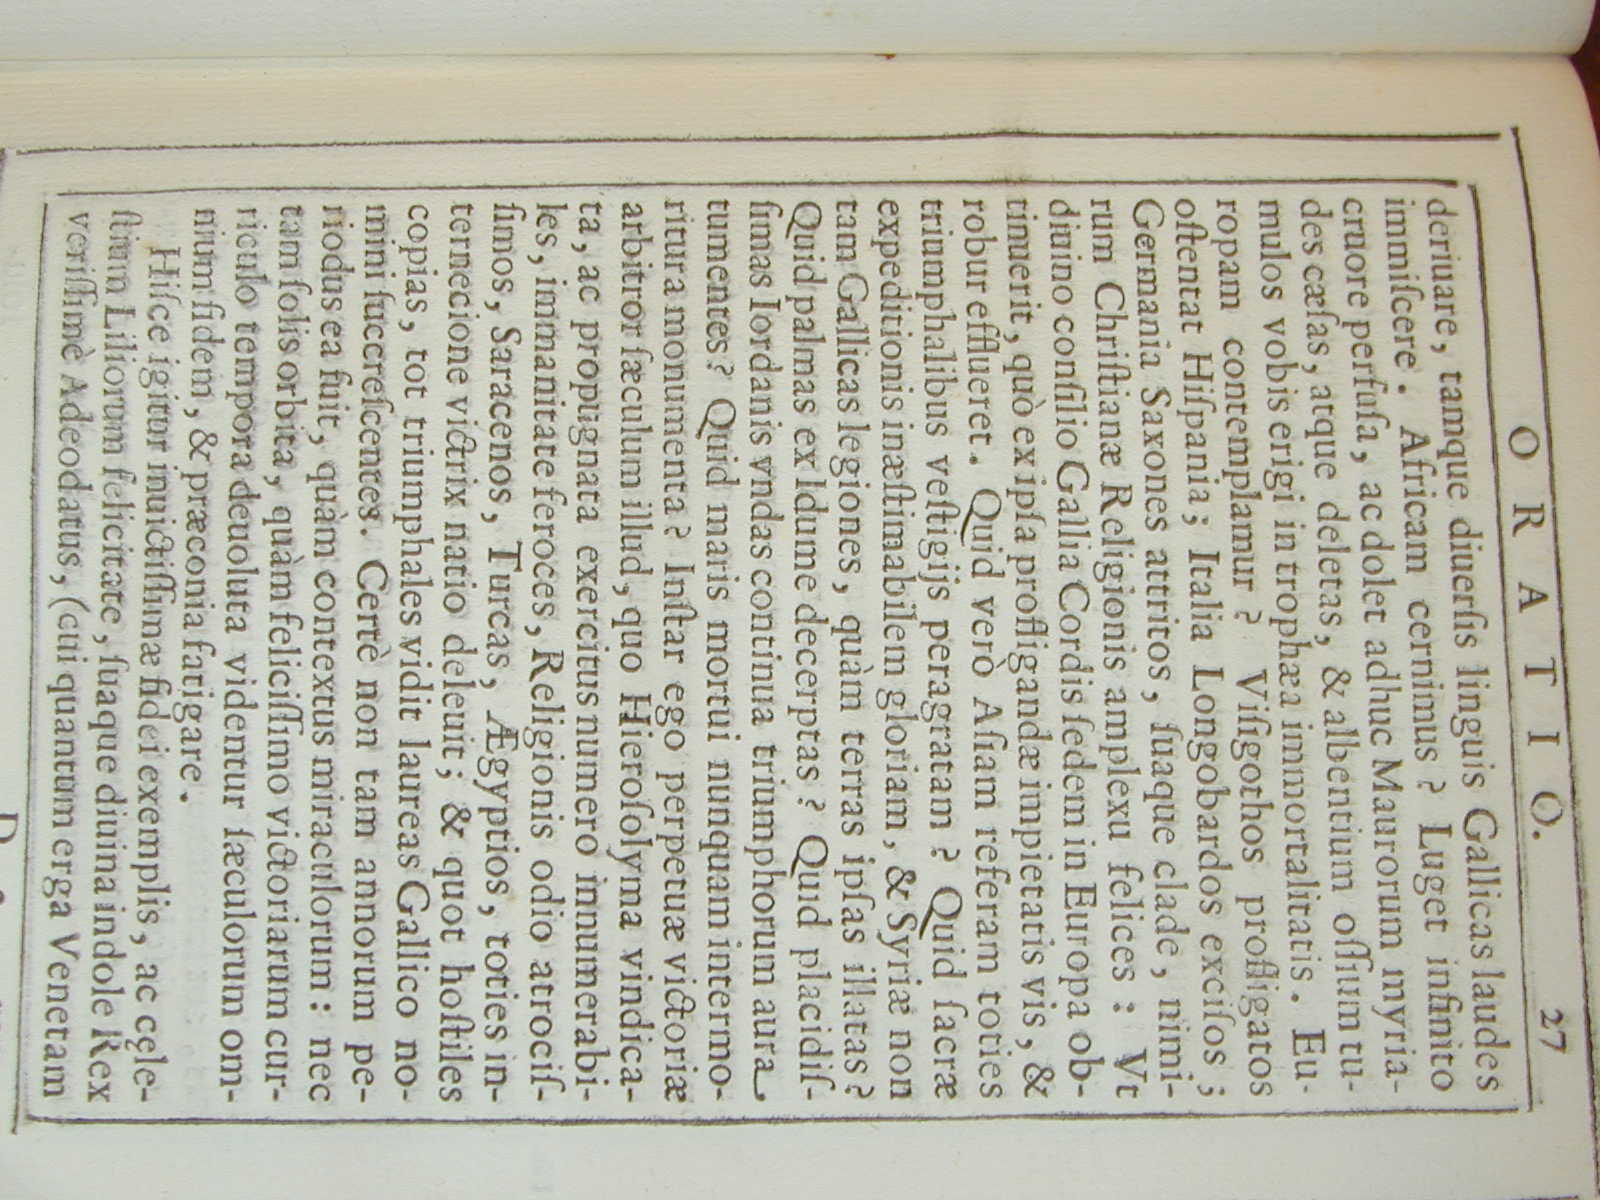 ORATIO. 27
deriuare, tamque diuerſis linguis Gallicas laudes
immiſcere. Africam cernimus? Luget infinito
cruore perfuſa, ac dolet adhuc Maurorum myria-
des cæſas, atque deletas, & albentium oſſium tu-
mulos vobis erigi in trophæa immortalitatis. Eu-
ropam contemplamur? Viſigothos profligatos
oſtentat Hiſpania; Italia Longobardos exciſos;
Germania Saxones attritos, ſuaque clade, nimi-
rum Chriſtianæ Religionis amplexu felices: Vt
diuino conſilio Gallia Cordis ſedem in Europa ob-
tinuerit, quò ex ipſa profligandæ impietatis vis, &
robur efflueret. Quid verò Aſiam referam toties
triumphalibus veſtigijs peragratam? Quid ſacræ
expeditionis inæſtimabilem gloriam, & Syriæ non
tam Gallicas legiones, quàm terras ipſas illatas?
Quid palmas ex Idume decerptas? Quid placidiſ-
ſimas Iordanis vndas continua triumphorum aura
tumentes? Quid maris mortui nunquam intermo-
ritura monumenta? Inſtar ego perpetuæ victoriæ
arbitror ſæculum illud, quo Hieroſolyma vindica-
ta, ac propugnata exercitus numero innumerabi-
les, immanitate feroces, Religionis odio atrociſ-
ſimos, Saracenos, Turcas, Ægyptios, toties in-
ternecione victrix natio deleuit; & quot hoſtiles
copias, tot triumphales vidit laureas Gallico no-
mini ſuccreſcentes. Certè non tam annorum pe-
riodus ea fuit, quàm contextus miraculorum: nec
tam ſolis orbita, quàm feliciſſimo victoriarum cur-
riculo tempora deuoluta videntur ſæculorum om-
nium fidem, & præconia fatigare.
Hiſce igitur inuictiſſimæ fidei exemplis, ac cęle-
ſtium Liliorum felicitate, ſuaque diuina indole Rex
veriſſimè Adeodatus, (cui quantum erga Venetam